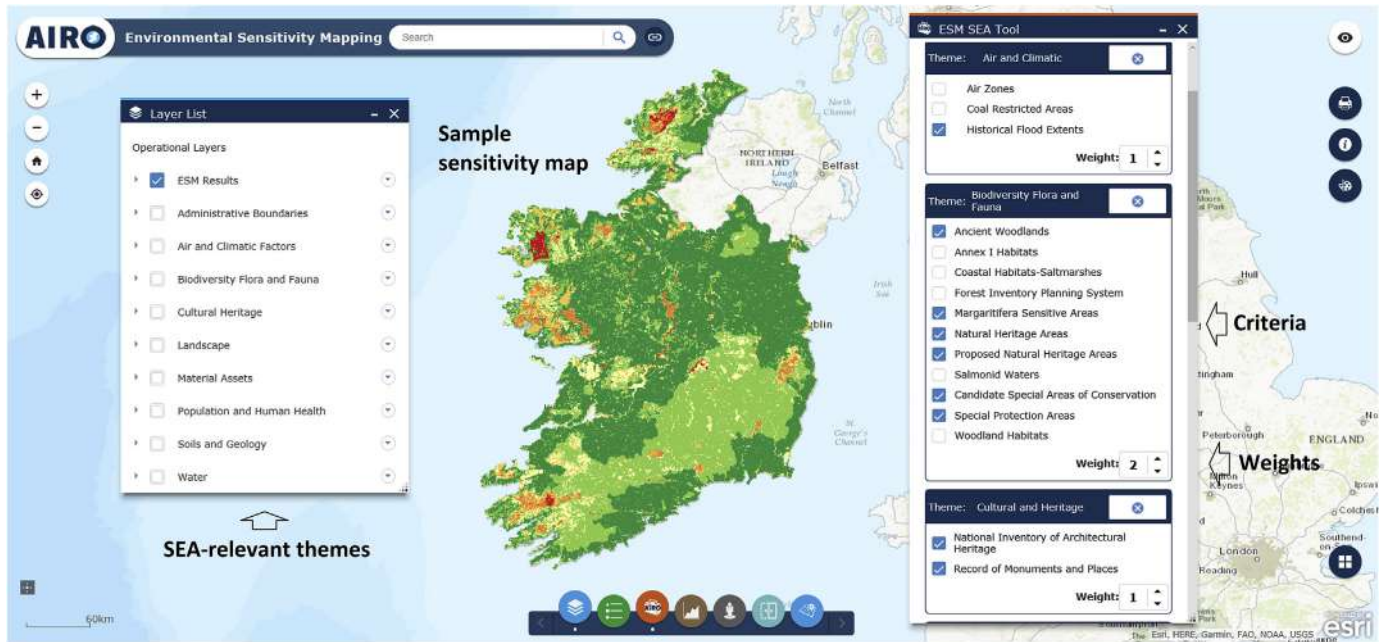 AIRO Environmental Sensitivity Mapping
Search
Layer List
Operational Layers
ESM Results
Administrative Boundaries
Air and Climatic Factors
Biodiversity Flora and Fauna
Cultural Heritage
Landscape
Material Assets
Population and Human Health
Soils and Geology
Water
SEA-relevant themes
60km
Sample
sensitivity map
North
Channel
NORTHERN
IRELAND
Belfast
Lough
Neagh
Irish
Sea
St
George's
Channel
AIRO
ESM SEA Tool
Theme: Air and Climatic
Air Zones
Coal Restricted Areas
Historical Flood Extents
Weight: 1
Theme: Biodiversity Flora and
Fauna
Ancient Woodlands
Annex I Habitats
Coastal Habitats-Saltmarshes
Forest Inventory Planning System
Margaritifera Sensitive Areas
Natural Heritage Areas
Proposed Natural Heritage Areas
Salmonid Waters
Candidate Special Areas of Conservation
Special Protection Areas
Woodland Habitats
Weight: 2
Theme: Cultural and Heritage
National Inventory of Architectural
Heritage
Record of Monuments and Places
Weight: 1
Hull
Criteria
Peterborough
ENGLAND
Weights
Keynes
London
Reading
Southend-
Esri, HERE, Garmin, FAO, NOAA, USGS
esri